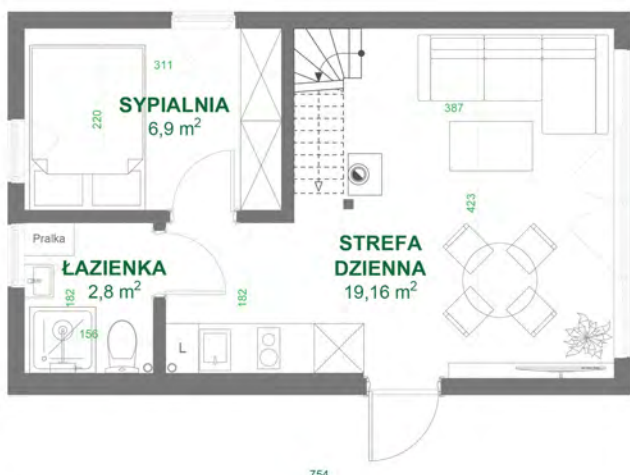 311
SYPIALNIA
6,9 m²
220
387
423
Pralka
ŁAZIENKA
2,8 m²
182
156
182
STREFA
DZIENNA
19,16 m²
L
754